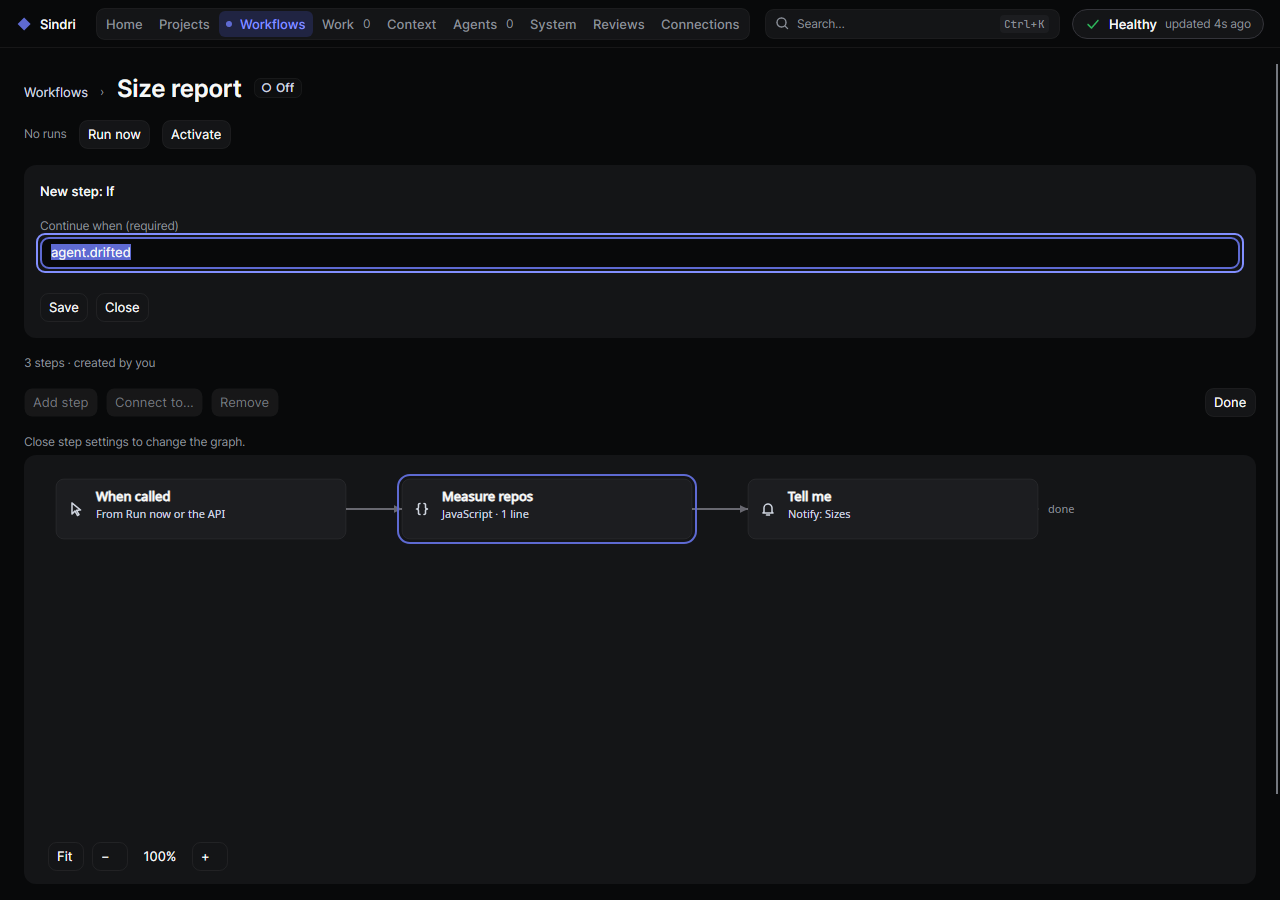 Sindri
Home Projects Workflows Work 0 Context Agents 0 System Reviews Connections
Search... Ctrl+K
Healthy updated 4s ago
Workflows › Size report Off
No runs Run now Activate
New step: If
Continue when (required)
agent.drifted
Save Close
3 steps · created by you
Add step Connect to... Remove Done
Close step settings to change the graph.
When called
From Run now or the API
{} Measure repos
JavaScript · 1 line
Tell me
Notify: Sizes
done
Fit − 100% +